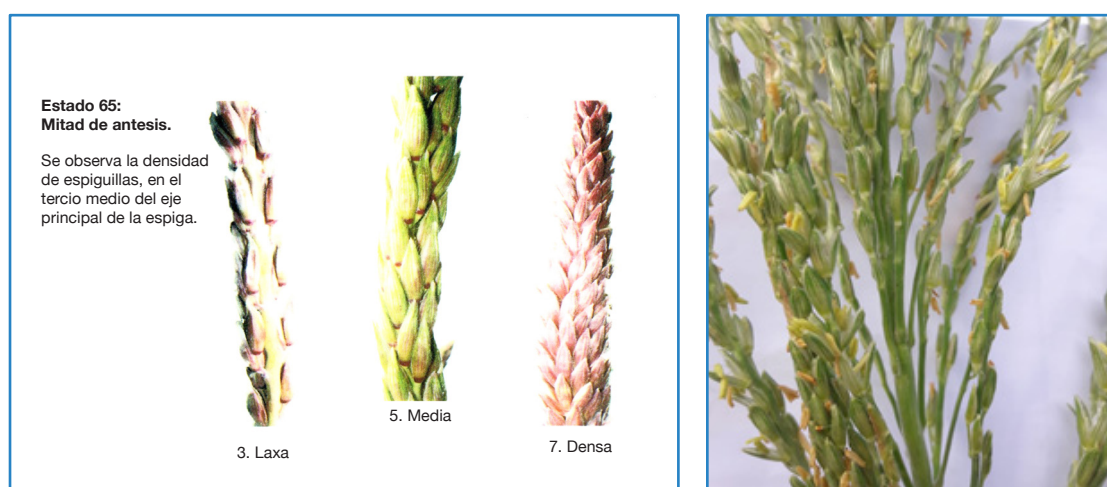 Estado 65:
Mitad de antesis.
Se observa la densidad
de espiguillas, en el
tercio medio del eje
principal de la espiga.
3. Laxa
5. Media
7. Densa